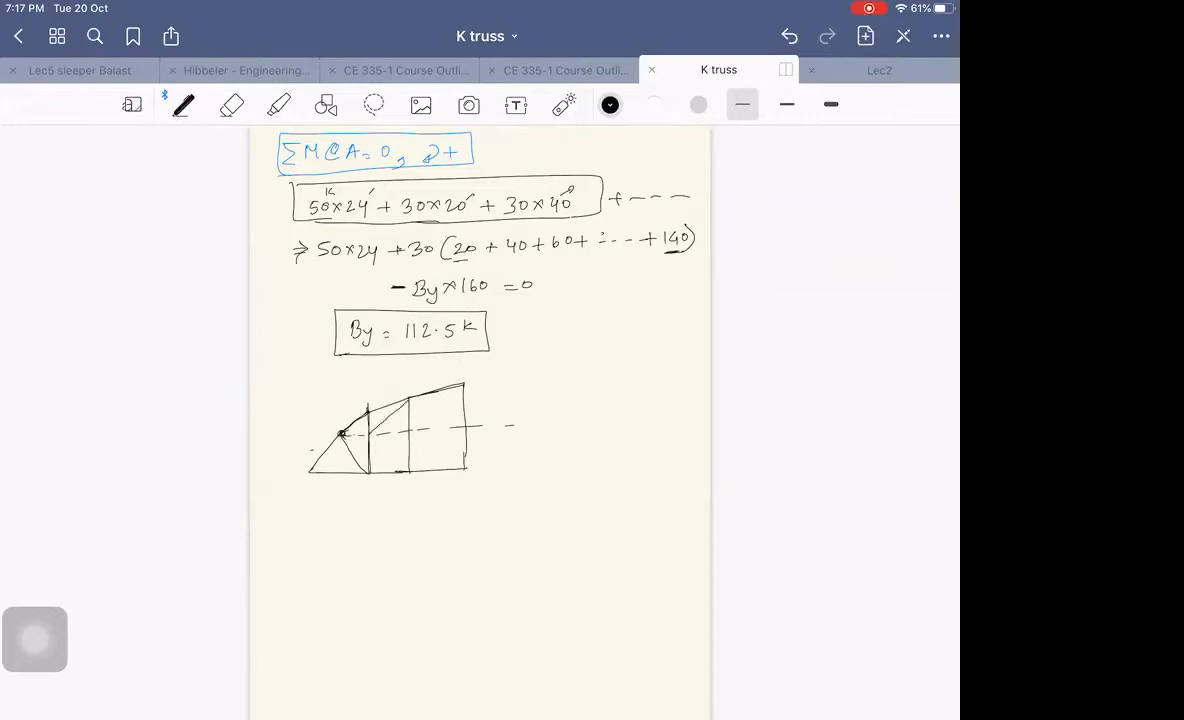 7:17 PM Tue 20 Oct
61%
K truss
Lec5 sleeper Balast
Hibbeler - Engineering...
CE 335-1 Course Outli...
CE 335-1 Course Outli...
K truss
Lec2
ΣM@A=0, ↻+
50ᵏ×24' + 30×20' + 30×40' + ----
⇒ 50×24 + 30 (20 + 40 + 60 + ... + 140)
- By×160 = 0
By = 112.5 k